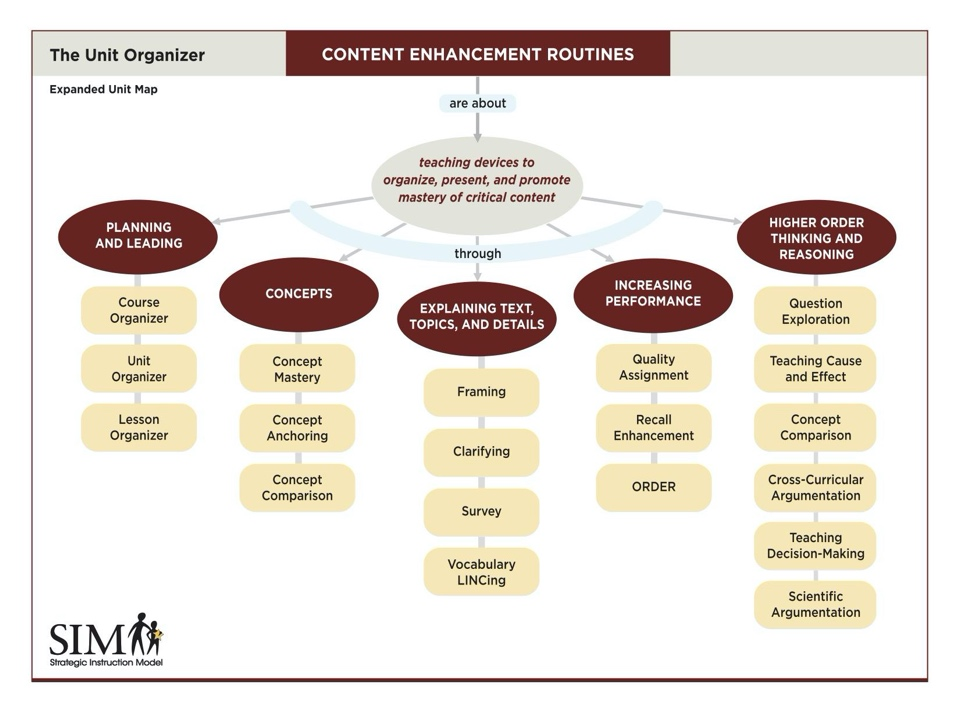 The Unit Organizer
CONTENT ENHANCEMENT ROUTINES
Expanded Unit Map
are about
teaching devices to
organize, present, and promote
mastery of critical content
through
PLANNING
AND LEADING
Course
Organizer
Unit
Organizer
Lesson
Organizer
CONCEPTS
Concept
Mastery
Concept
Anchoring
Concept
Comparison
EXPLAINING TEXT,
TOPICS, AND DETAILS
Framing
Clarifying
Survey
Vocabulary
LINCing
INCREASING
PERFORMANCE
Quality
Assignment
Recall
Enhancement
ORDER
HIGHER ORDER
THINKING AND
REASONING
Question
Exploration
Teaching Cause
and Effect
Concept
Comparison
Cross-Curricular
Argumentation
Teaching
Decision-Making
Scientific
Argumentation
SIM
Strategic Instruction Model